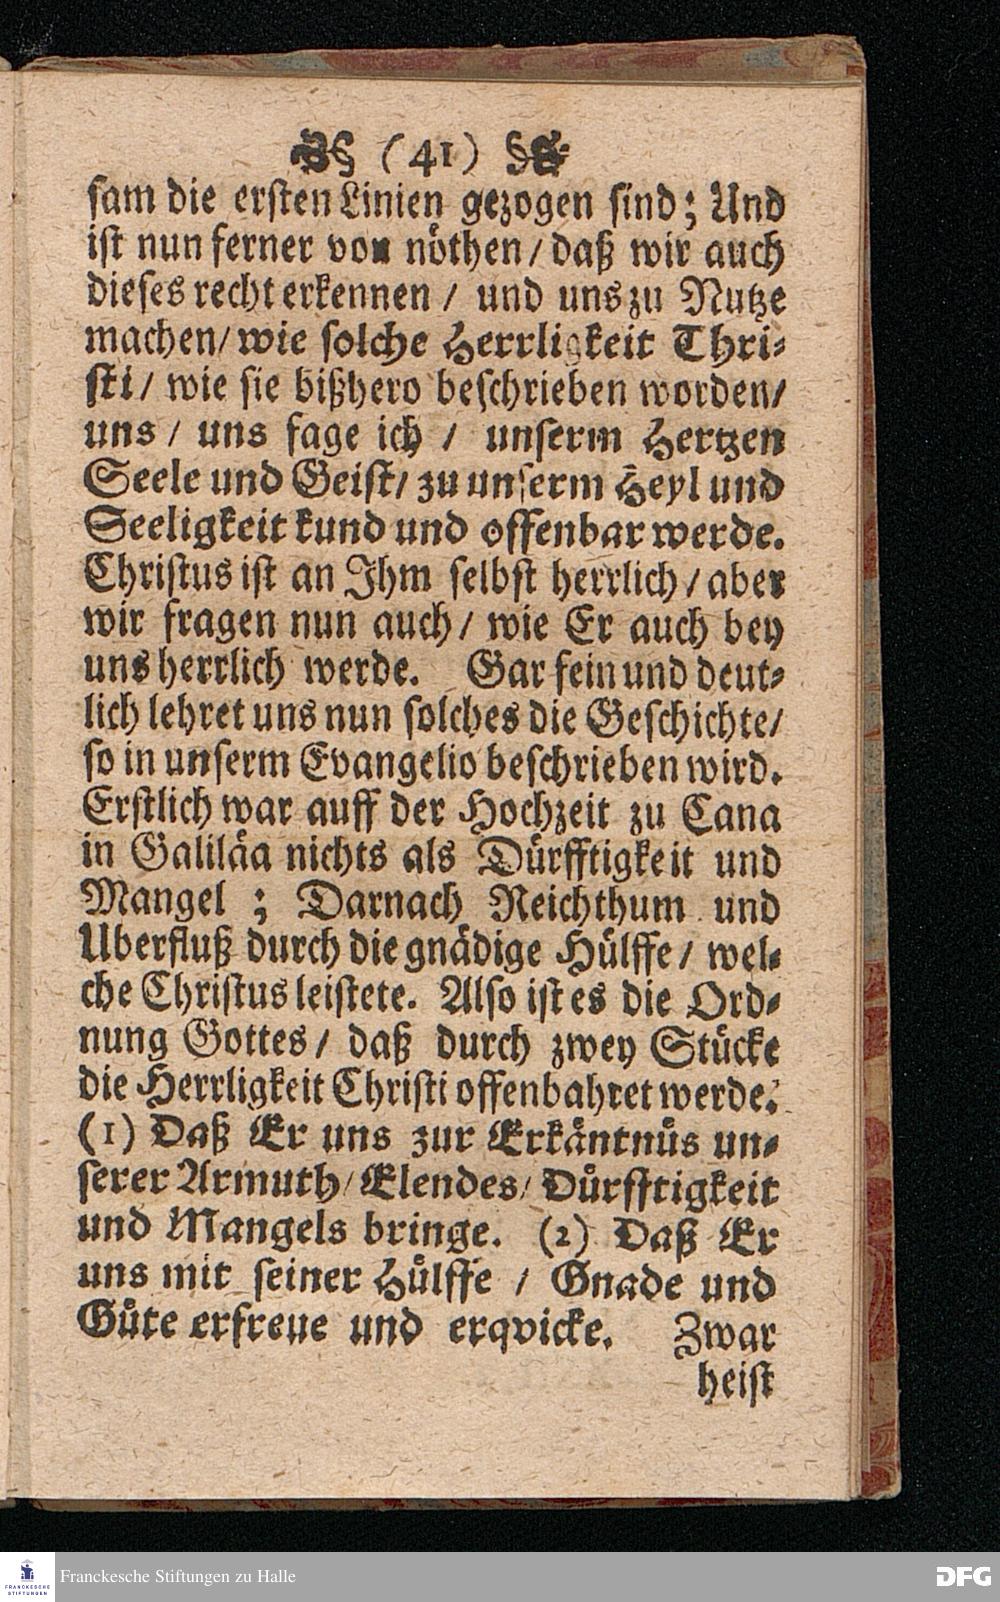 (41)
sam die ersten Linien gezogen sind; Und
ist nun ferner von nöthen/ daß wir auch
dieses recht erkennen / und uns zu Nutze
machen/ wie solche Herrligkeit Chri-
sti/ wie sie bißhero beschrieben worden/
uns / uns sage ich / unserm Hertzen
Seele und Geist/ zu unserm Heyl und
Seeligkeit kund und offenbar werde.
Christus ist an Ihm selbst herrlich/ aber
wir fragen nun auch/ wie Er auch bey
uns herrlich werde. Gar fein und deut-
lich lehret uns nun solches die Geschichte/
so in unserm Evangelio beschrieben wird.
Erstlich war auff der Hochzeit zu Cana
in Galiläa nichts als Dürfftigkeit und
Mangel ; Darnach Reichthum und
Uberfluß durch die gnädige Hülffe/ wel-
che Christus leistete. Also ist es die Ord-
nung Gottes/ daß durch zwey Stücke
die Herrligkeit Christi offenbahret werde.
(1) Daß Er uns zur Erkäntnüs un-
serer Armuth/ Elendes/ Dürfftigkeit
und Mangels bringe. (2) Daß Er
uns mit seiner Hülffe / Gnade und
Güte erfreue und erqvicke. Zwar
heist
FRANCKESCHE
STIFTUNGEN
Franckesche Stiftungen zu Halle
DFG